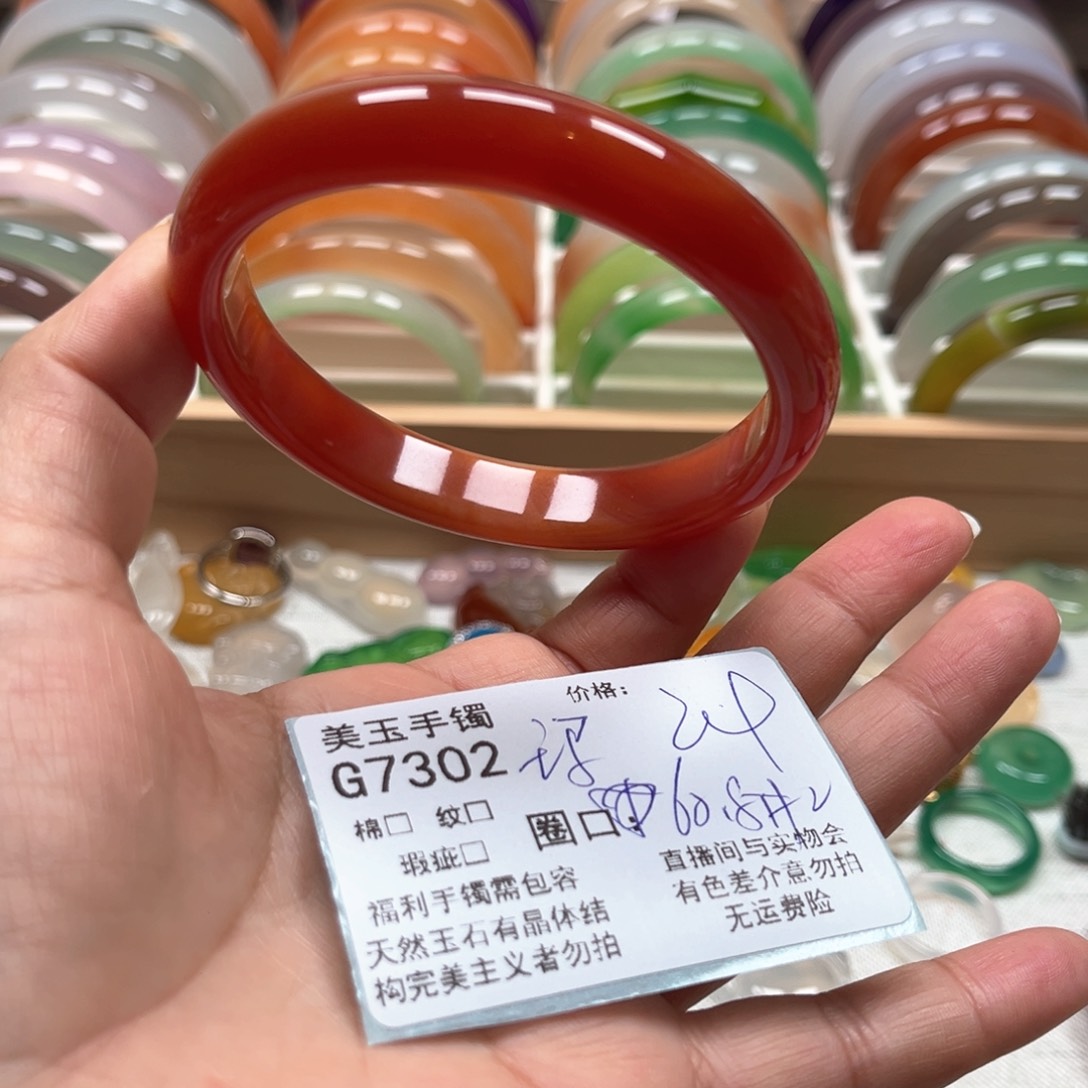 价格:
美玉手镯
G7302
棉□ 纹□
圈口: 60.8
瑕疵□
福利手镯需包容
天然玉石有晶体结
构完美主义者勿拍
直播间与实物会
有色差介意勿拍
无运费险